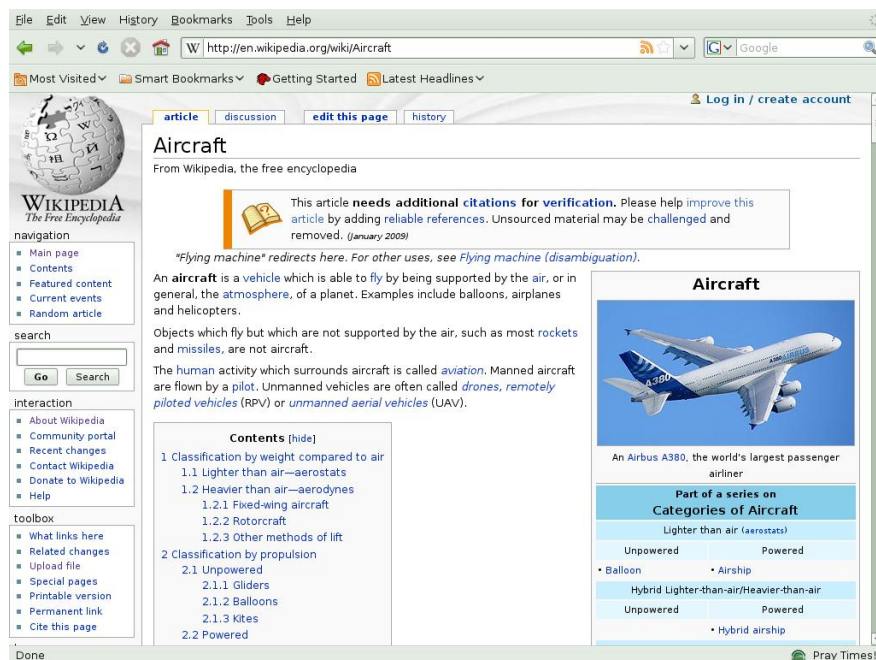 File Edit View History Bookmarks Tools Help
W http://en.wikipedia.org/wiki/Aircraft G Google
Most Visited Smart Bookmarks Getting Started Latest Headlines
Log in / create account
article discussion edit this page history
WIKIPEDIA
The Free Encyclopedia
navigation
Main page
Contents
Featured content
Current events
Random article
search
Go Search
interaction
About Wikipedia
Community portal
Recent changes
Contact Wikipedia
Donate to Wikipedia
Help
toolbox
What links here
Related changes
Upload file
Special pages
Printable version
Permanent link
Cite this page
Aircraft
From Wikipedia, the free encyclopedia
This article needs additional citations for verification. Please help improve this
article by adding reliable references. Unsourced material may be challenged and
removed. (January 2009)
"Flying machine" redirects here. For other uses, see Flying machine (disambiguation).
An aircraft is a vehicle which is able to fly by being supported by the air, or in
general, the atmosphere, of a planet. Examples include balloons, airplanes
and helicopters.
Objects which fly but which are not supported by the air, such as most rockets
and missiles, are not aircraft.
The human activity which surrounds aircraft is called aviation. Manned aircraft
are flown by a pilot. Unmanned vehicles are often called drones, remotely
piloted vehicles (RPV) or unmanned aerial vehicles (UAV).
Contents [hide]
1 Classification by weight compared to air
1.1 Lighter than air—aerostats
1.2 Heavier than air—aerodynes
1.2.1 Fixed-wing aircraft
1.2.2 Rotorcraft
1.2.3 Other methods of lift
2 Classification by propulsion
2.1 Unpowered
2.1.1 Gliders
2.1.2 Balloons
2.1.3 Kites
2.2 Powered
Aircraft
A380 AIRBUS
A380
An Airbus A380, the world's largest passenger
airliner
Part of a series on
Categories of Aircraft
Lighter than air (aerostats)
Unpowered Powered
• Balloon • Airship
Hybrid Lighter-than-air/Heavier-than-air
Unpowered Powered
• Hybrid airship
Done Pray Times!